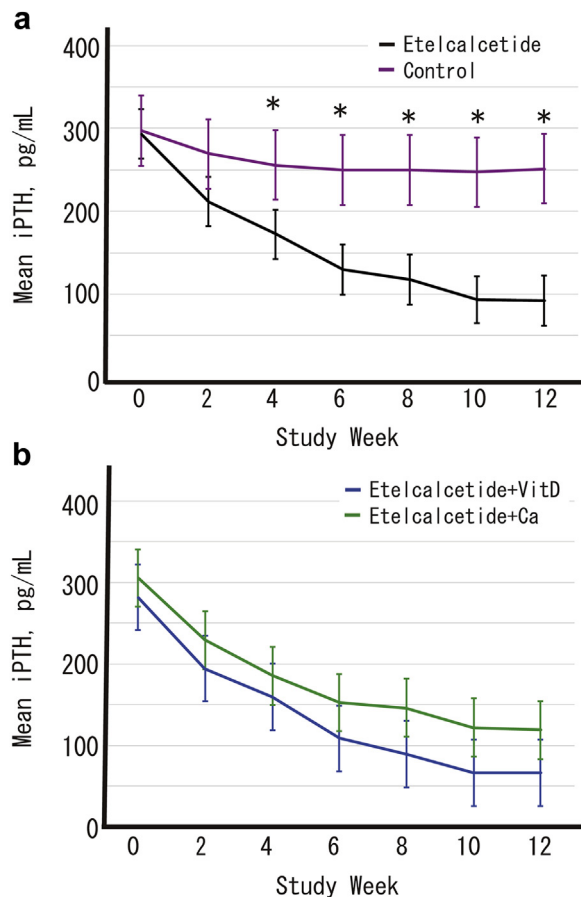 a
400
300
200
100
0
Mean iPTH, pg/mL
Etelcalcetide
Control
* * * * *
0 2 4 6 8 10 12
Study Week
b
400
300
200
100
0
Mean iPTH, pg/mL
Etelcalcetide+VitD
Etelcalcetide+Ca
0 2 4 6 8 10 12
Study Week